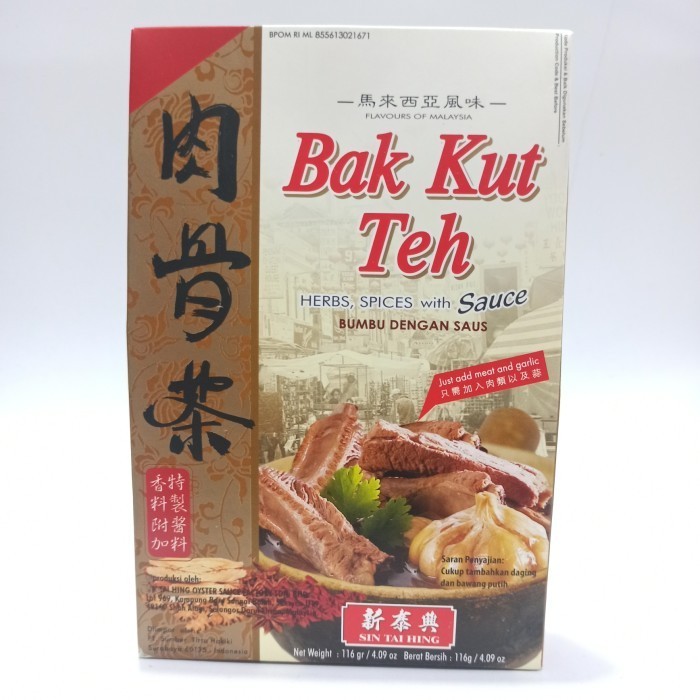 BPOM RI ML 855613021671
馬來西亞風味
FLAVOURS OF MALAYSIA
肉骨茶
Bak Kut
Teh
HERBS, SPICES with Sauce
BUMBU DENGAN SAUS
Just add meat and garlic
只需加入肉類以及蒜
特製醬料
香料附加
Saran Penyajian:
Cukup tambahkan daging
dan bawang putih
produksi oleh:
新泰興
SIN TAI HING
Net Weight : 116 gr / 4.09 oz Berat Bersih : 116g / 4.09 oz